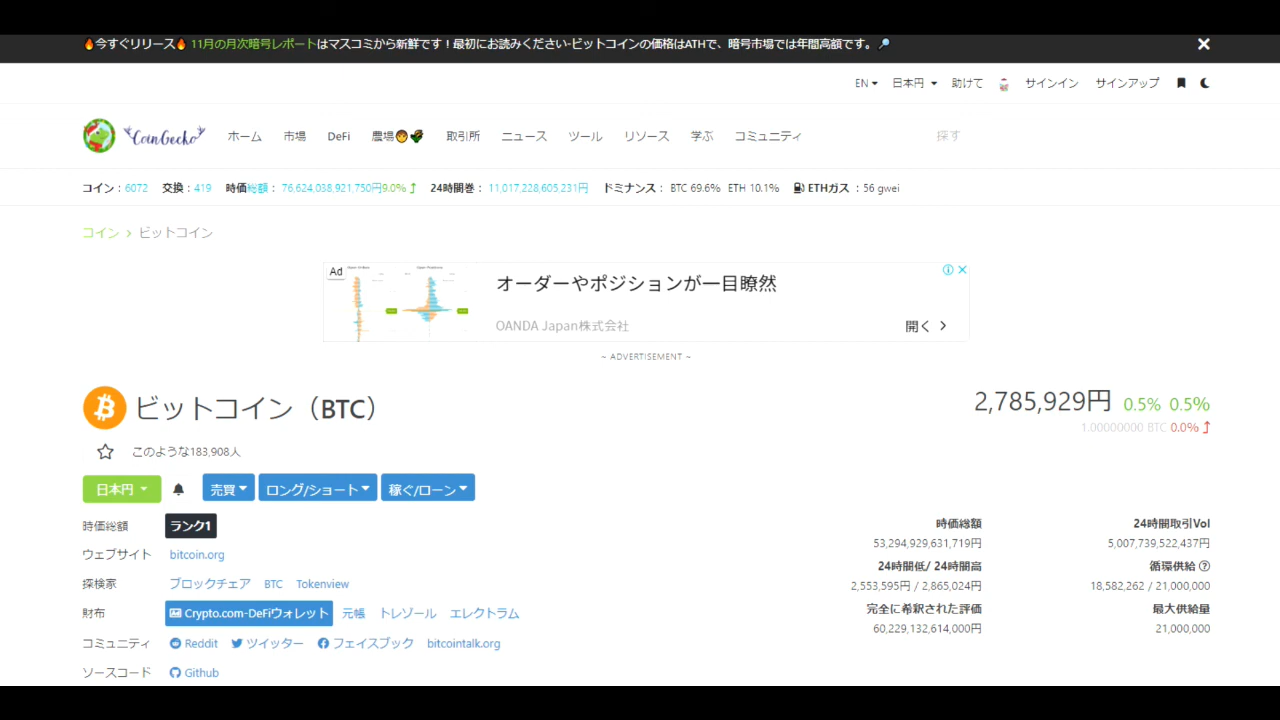 🔥今すぐリリース🔥 11月の月次暗号レポートはマスコミから新鮮です！最初にお読みください-ビットコインの価格はATHで、暗号市場では年間高額です。🔎
EN 日本円 助けて サインイン サインアップ
CoinGecko ホーム 市場 DeFi 農場 取引所 ニュース ツール リソース 学ぶ コミュニティ 探す
コイン：6072 交換：419 時価総額： 76,624,038,921,750円9.0% 24時間巻： 11,017,228,605,231円 ドミナンス： BTC 69.6% ETH 10.1% ETHガス ：56 gwei
コイン > ビットコイン
Ad
オーダーやポジションが一目瞭然
OANDA Japan株式会社 開く
~ ADVERTISEMENT ~
ビットコイン（BTC） 2,785,929円 0.5% 0.5%
1.00000000 BTC 0.0%
このような183,908人
日本円 売買 ロング/ショート 稼ぐ/ローン
時価総額 ランク1
ウェブサイト bitcoin.org
探検家 ブロックチェア BTC Tokenview
財布 Crypto.com-DeFiウォレット 元帳 トレゾール エレクトラム
コミュニティ Reddit ツイッター フェイスブック bitcointalk.org
ソースコード Github
時価総額 24時間取引Vol
53,294,929,631,719円 5,007,739,522,437円
24時間低/ 24時間高 循環供給
2,553,595円 / 2,865,024円 18,582,262 / 21,000,000
完全に希釈された評価 最大供給量
60,229,132,614,000円 21,000,000